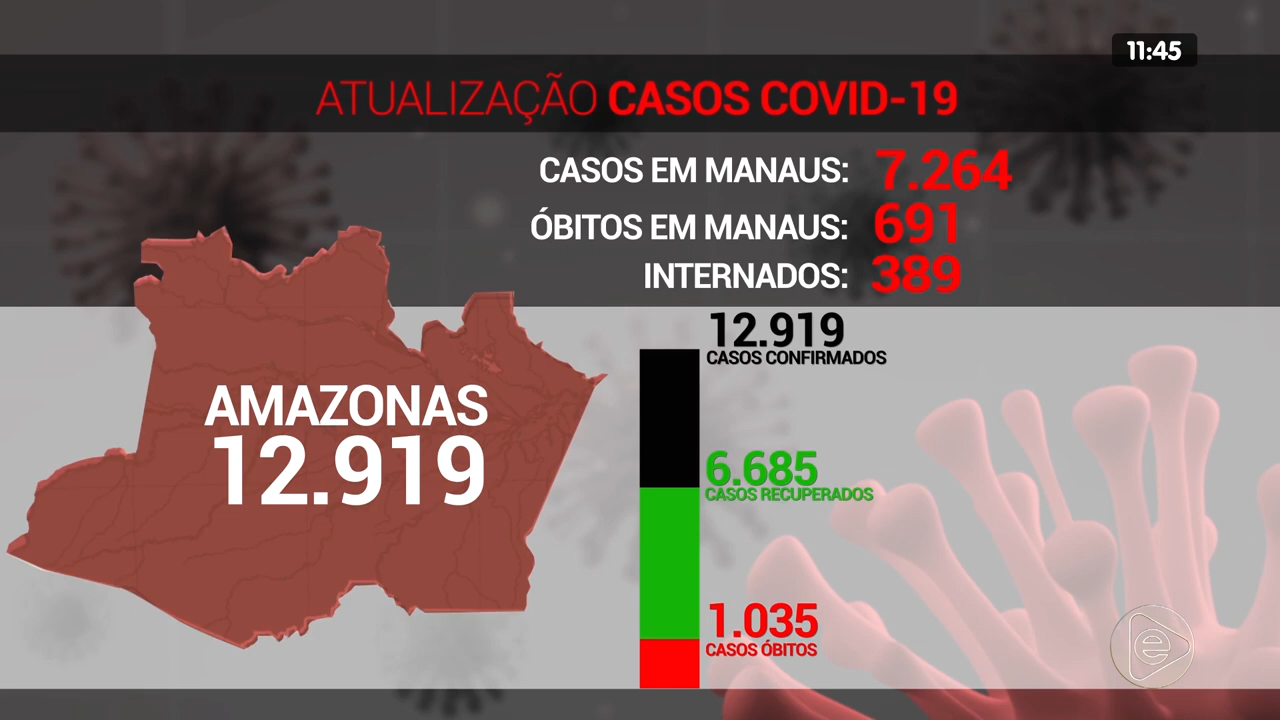 11:45
ATUALIZAÇÃO CASOS COVID-19
CASOS EM MANAUS: 7.264
ÓBITOS EM MANAUS: 691
INTERNADOS: 389
12.919
CASOS CONFIRMADOS
AMAZONAS
12.919
6.685
CASOS RECUPERADOS
1.035
CASOS ÓBITOS
e